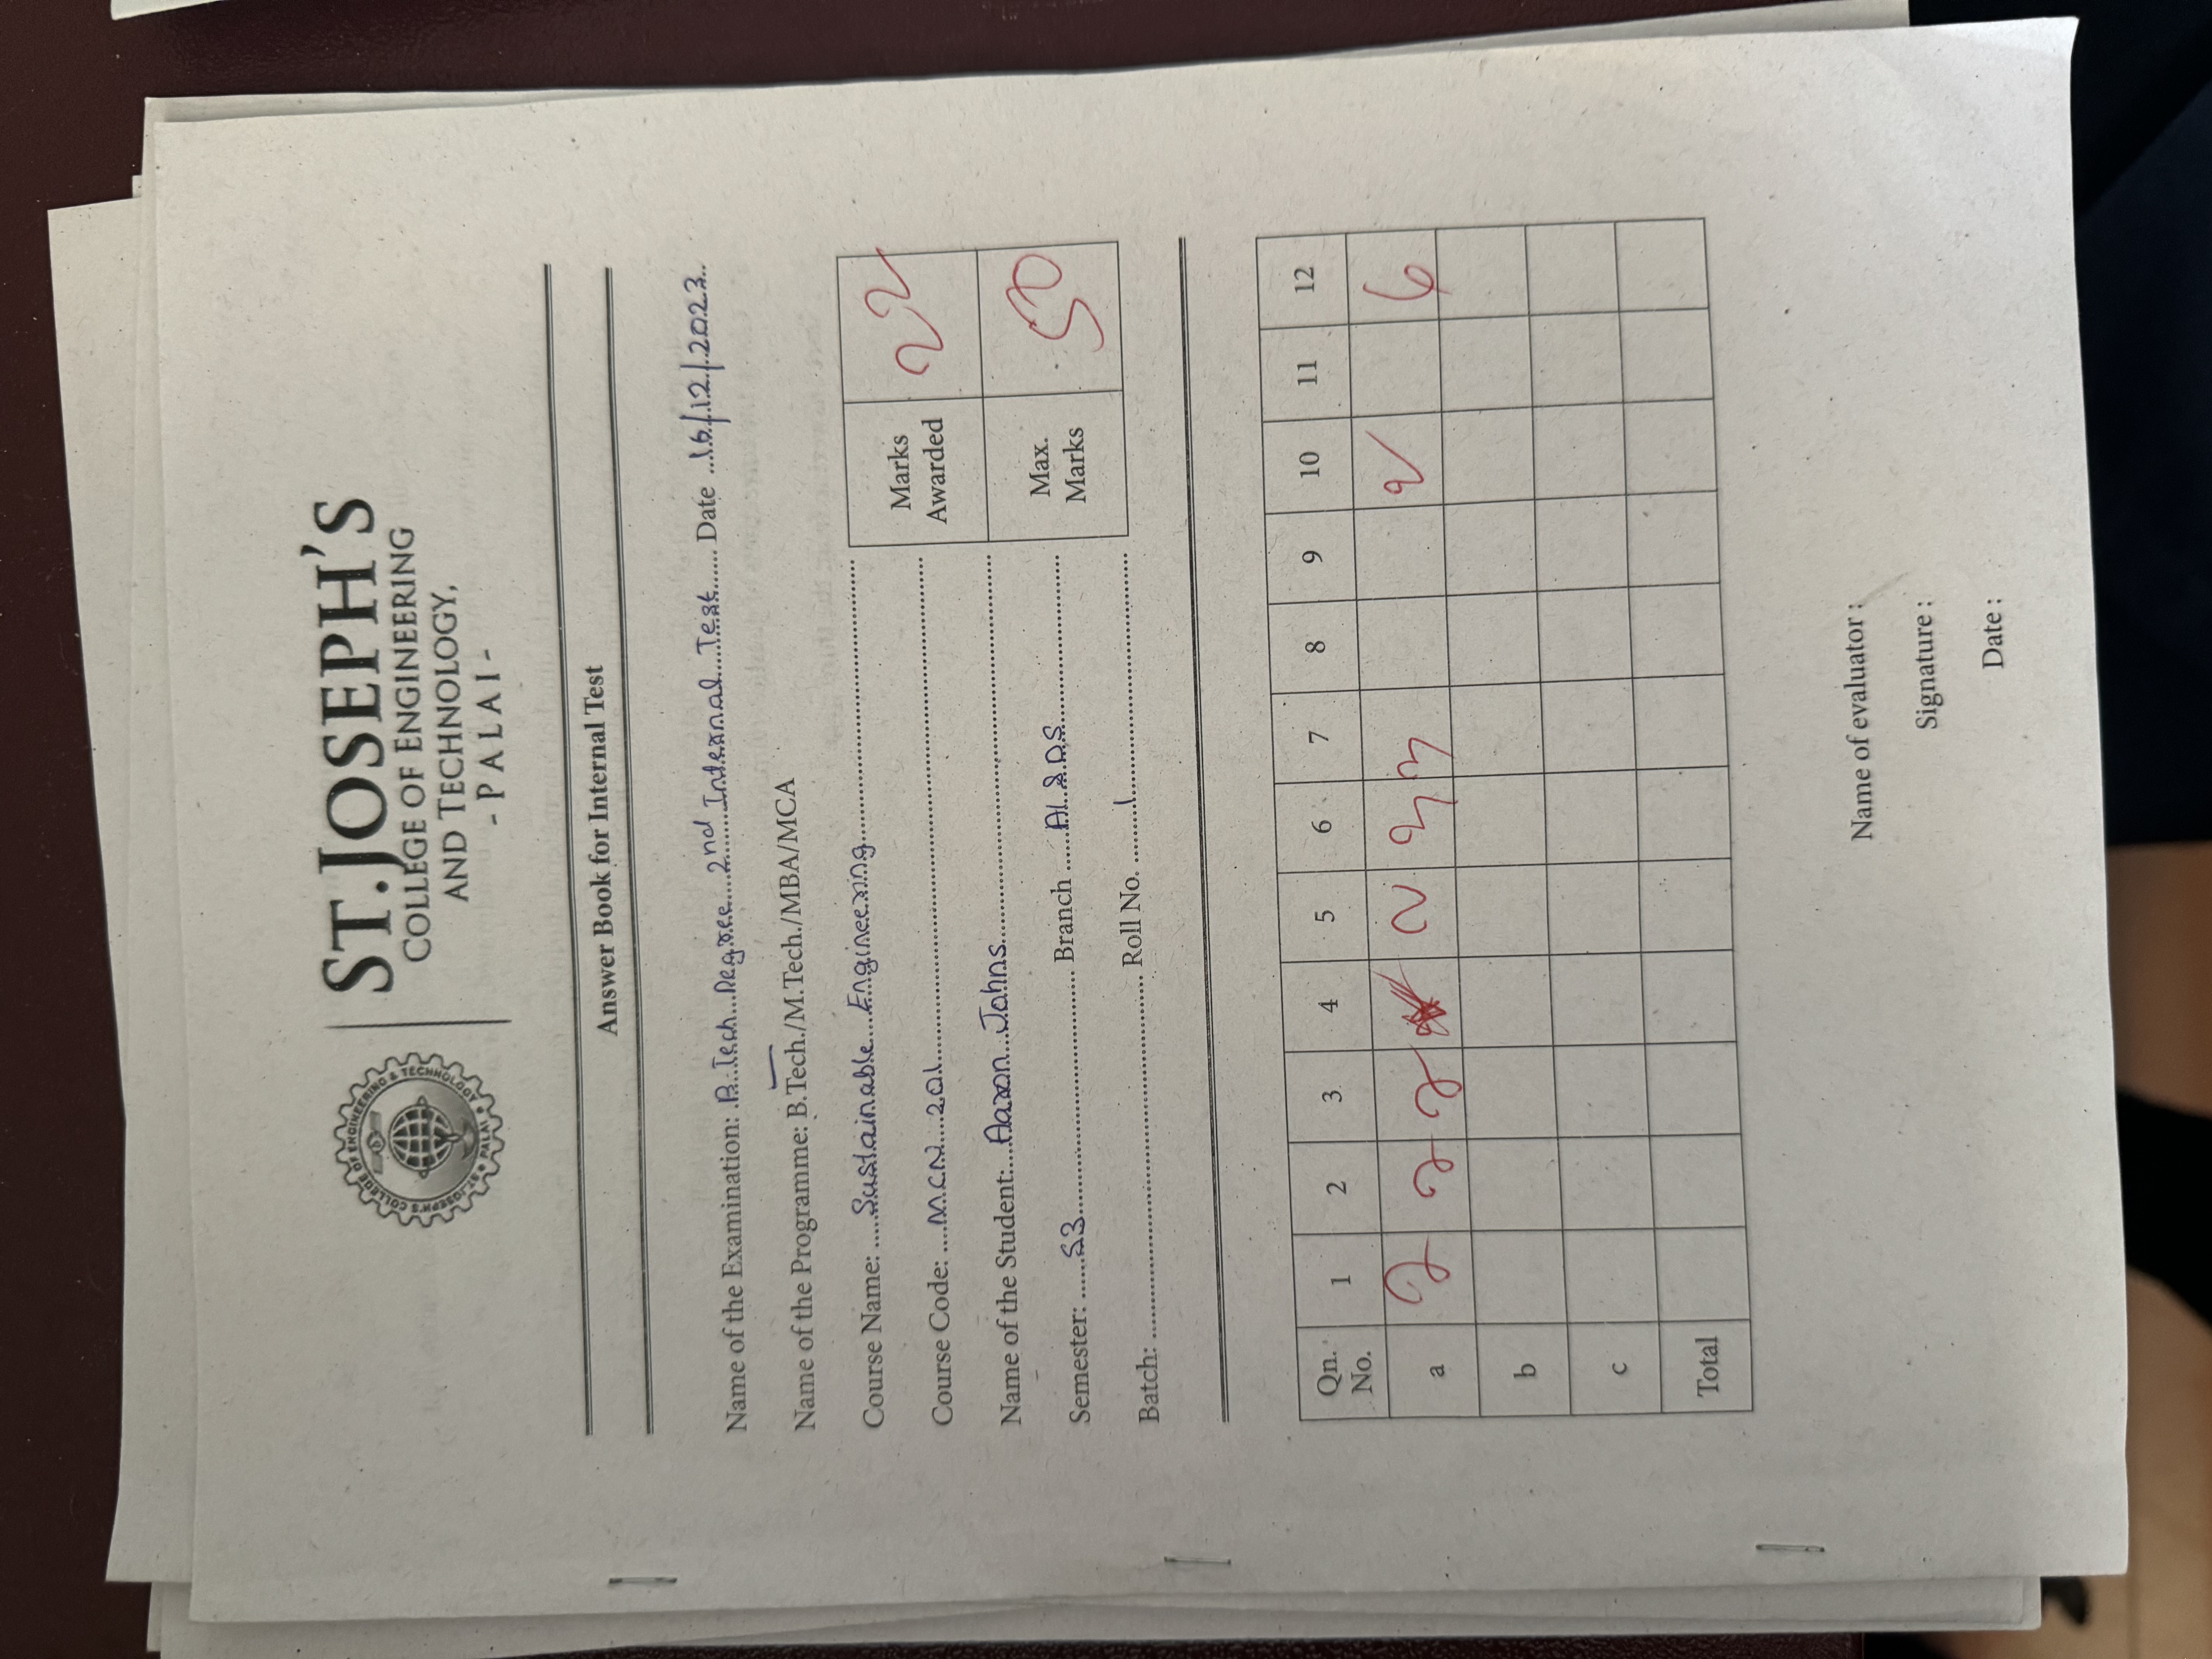 ST. JOSEPH'S COLLEGE OF ENGINEERING & TECHNOLOGY
PALAI
ST.JOSEPH'S
COLLEGE OF ENGINEERING
AND TECHNOLOGY,
-PALAI-
Answer Book for Internal Test
Name of the Examination: B.Tech Degree 2nd Internal Test Date 16/12/2023
Name of the Programme: B.Tech./M.Tech./MBA/MCA
Course Name: Sustainable Engineering
Course Code: MCN 201
Name of the Student: Aaron Johns
Semester: S3 Branch AI & DS
Batch: Roll No. 1
Marks Awarded 22
Max. Marks 50
Qn. No. 1 2 3 4 5 6 7 8 9 10 11 12
a 2 2 2 2 3 3 2 6
b
c
Total
Name of evaluator :
Signature :
Date :